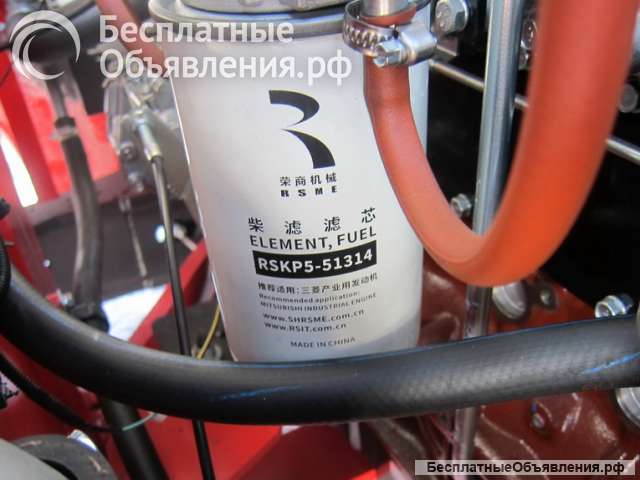 Бесплатные
Объявления.рф
荣商机械
RSME
柴滤滤芯
ELEMENT, FUEL
RSKP5-51314
推荐适用:三菱产业用发动机
Recommended application:
MITSUBISHI INDUSTRIAL ENGINE
www.SHRSME.com.cn
www.RSIT.com.cn
MADE IN CHINA
БесплатныеОбъявления.рф